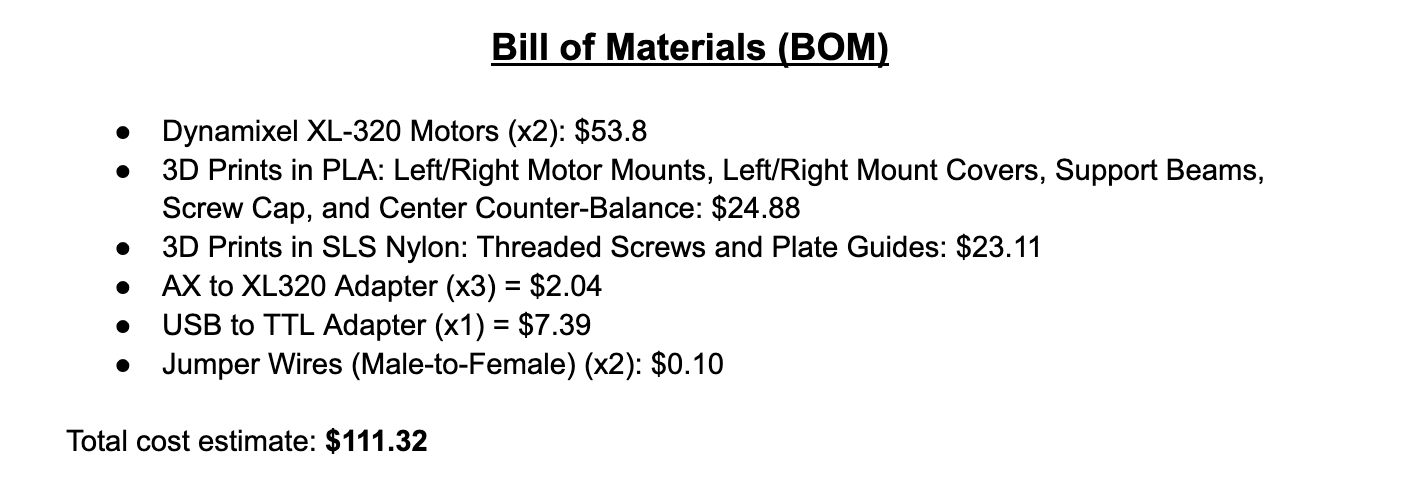 Bill of Materials (BOM)
● Dynamixel XL-320 Motors (x2): $53.8
● 3D Prints in PLA: Left/Right Motor Mounts, Left/Right Mount Covers, Support Beams,
Screw Cap, and Center Counter-Balance: $24.88
● 3D Prints in SLS Nylon: Threaded Screws and Plate Guides: $23.11
● AX to XL320 Adapter (x3) = $2.04
● USB to TTL Adapter (x1) = $7.39
● Jumper Wires (Male-to-Female) (x2): $0.10
Total cost estimate: $111.32